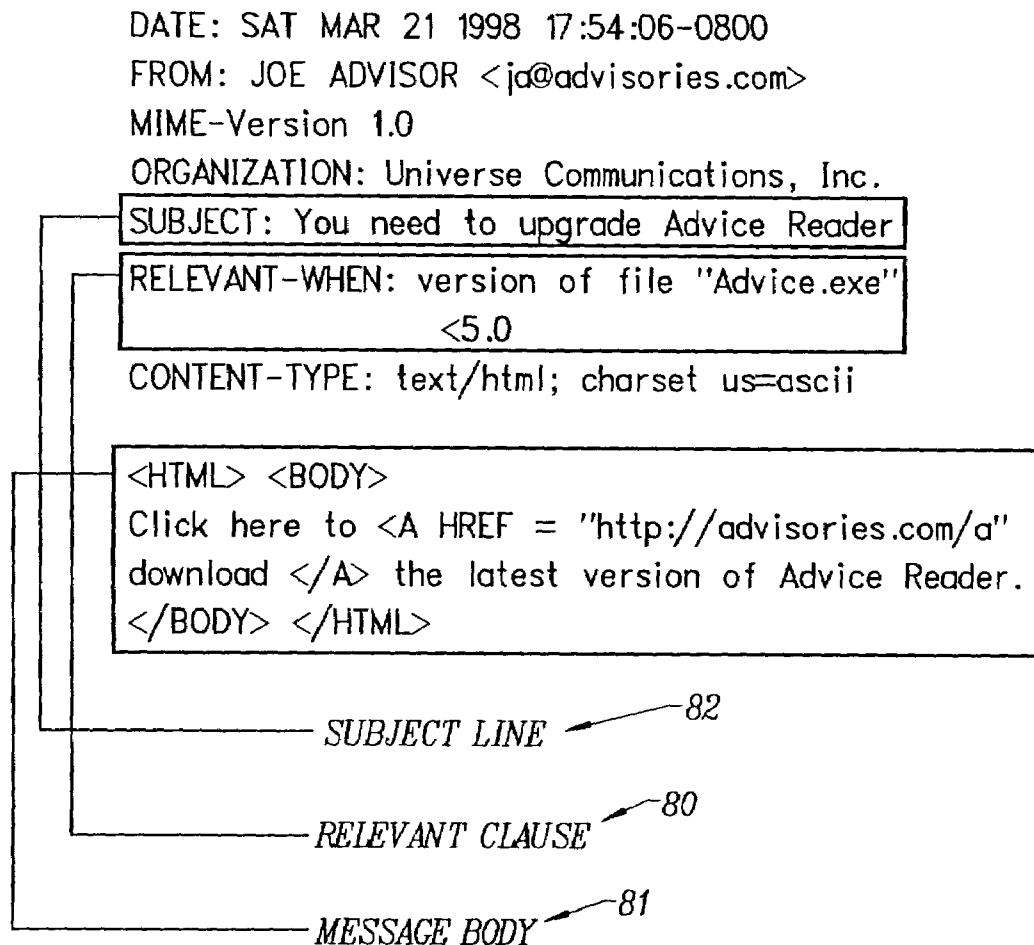 DATE: SAT MAR 21 1998 17:54:06-0800
FROM: JOE ADVISOR <ja@advisories.com>
MIME-Version 1.0
ORGANIZATION: Universe Communications, Inc.
SUBJECT: You need to upgrade Advice Reader
RELEVANT-WHEN: version of file "Advice.exe"
<5.0
CONTENT-TYPE: text/html; charset us=ascii
<HTML> <BODY>
Click here to <A HREF = "http://advisories.com/a"
download </A> the latest version of Advice Reader.
</BODY> </HTML>
SUBJECT LINE 82
RELEVANT CLAUSE 80
MESSAGE BODY 81